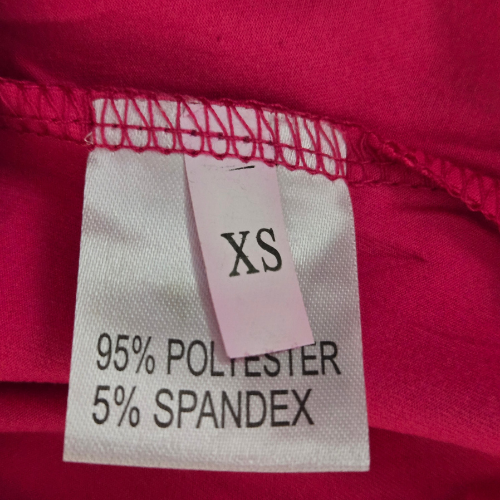 XS
95% POLYESTER
5% SPANDEX